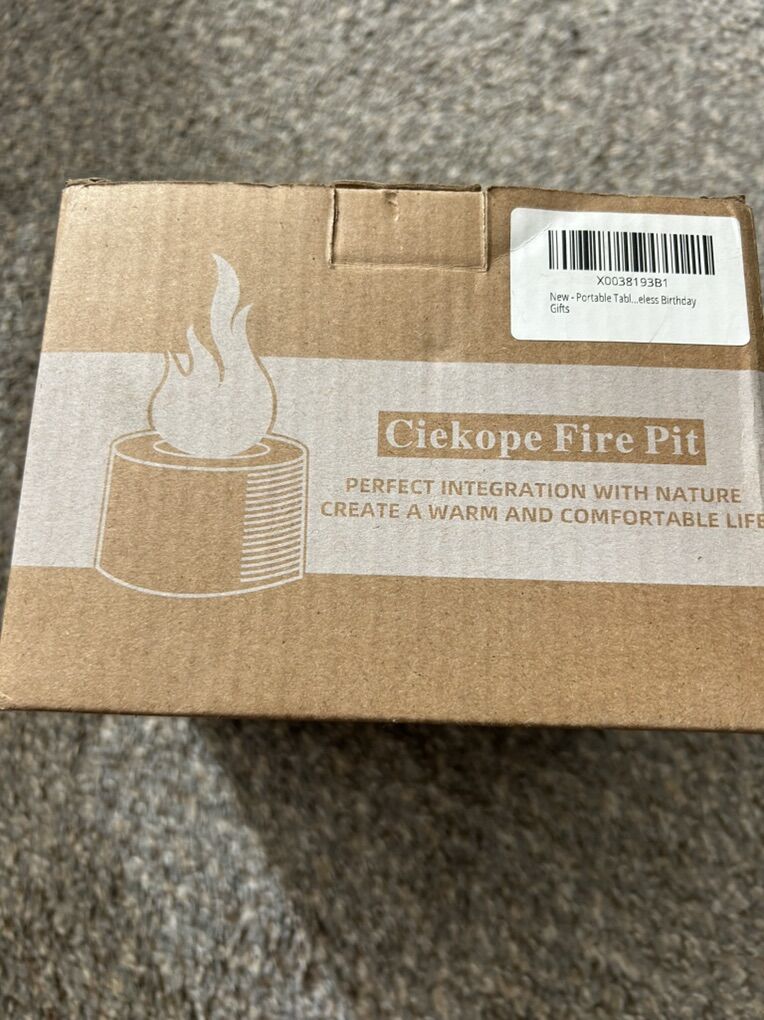 X0038193B1
New - Portable Tabl...eless Birthday
Gifts
Ciekope Fire Pit
PERFECT INTEGRATION WITH NATURE
CREATE A WARM AND COMFORTABLE LIFE